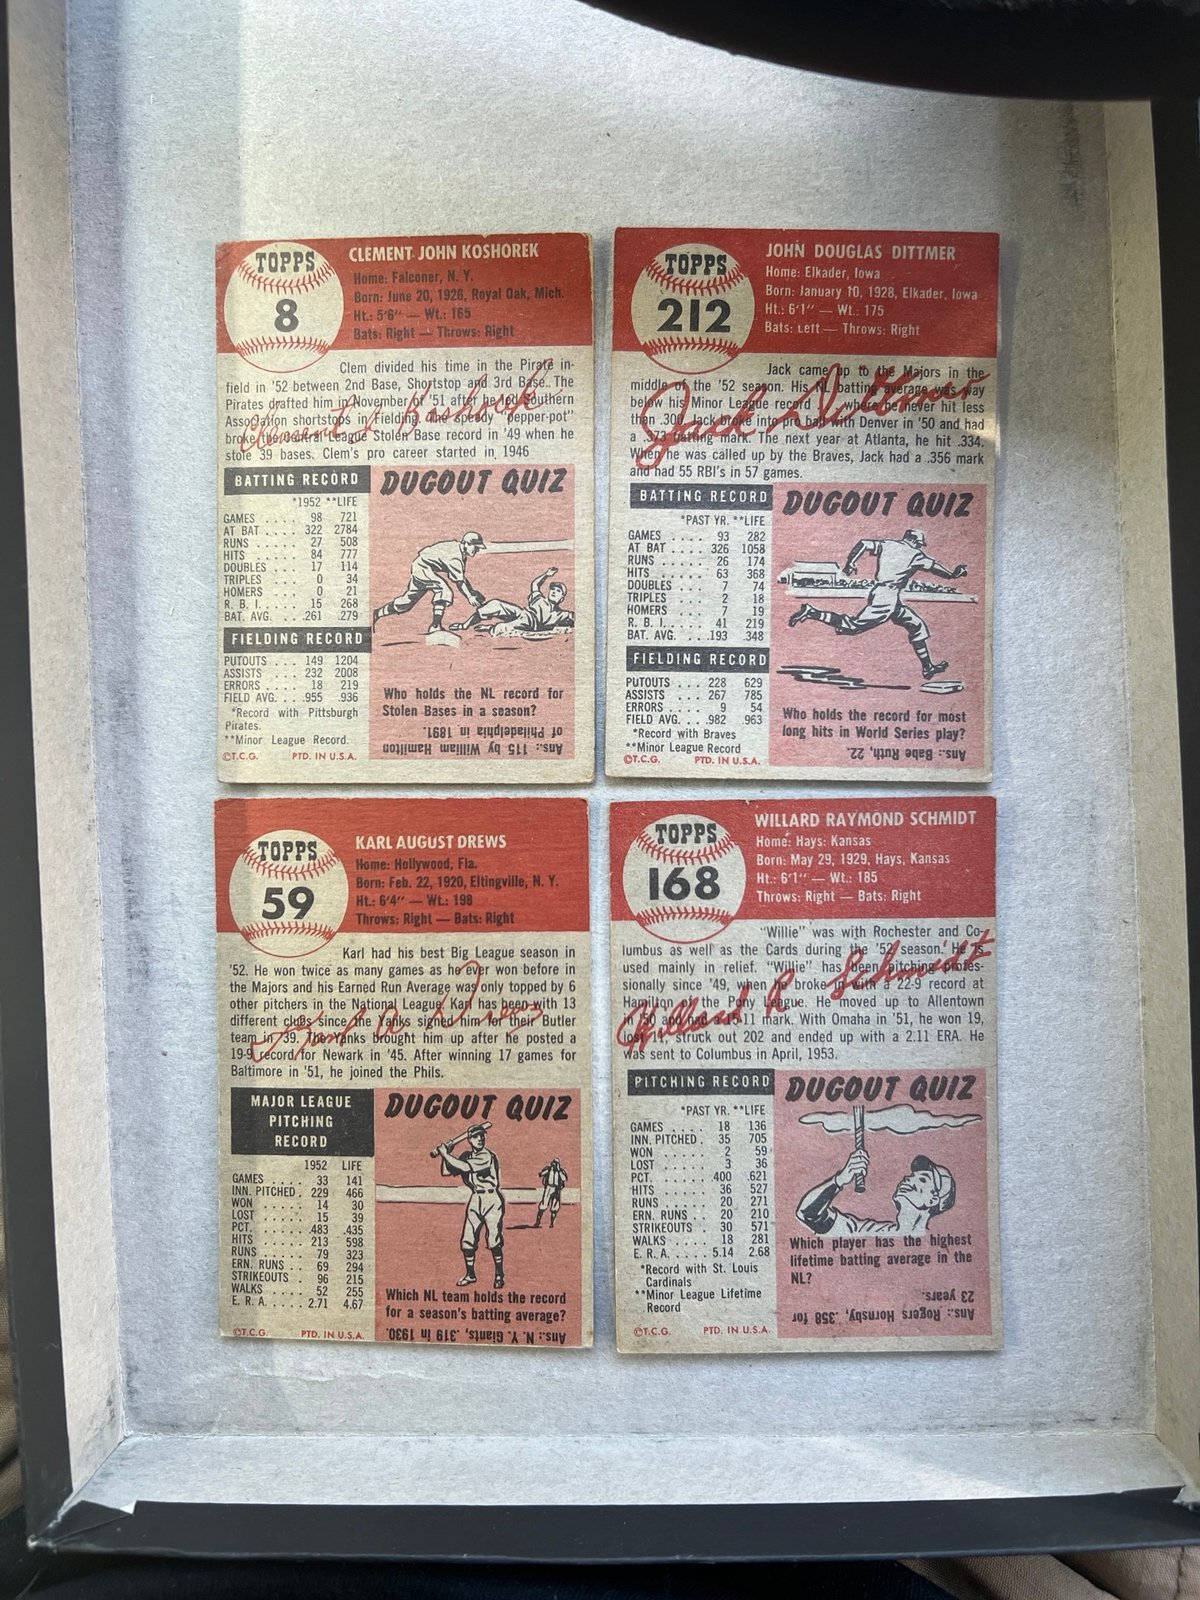 TOPPS
8
CLEMENT JOHN KOSHOREK
Home: Falconer, N. Y.
Born: June 20, 1926, Royal Oak, Mich.
Ht.: 5'6" — Wt.: 165
Bats: Right — Throws: Right
Clem divided his time in the Pirate in-
field in '52 between 2nd Base, Shortstop and 3rd Base. The
Pirates drafted him in November of '51 after he led Southern
Association shortstops in Fielding. The speedy "pepper-pot"
broke the League Stolen Base record in '49 when he
stole 39 bases. Clem's pro career started in 1946
Clement J. Koshorek
BATTING RECORD
*1952 **LIFE
GAMES .... 98 721
AT BAT .... 322 2784
RUNS .... 27 508
HITS .... 84 777
DOUBLES .... 17 114
TRIPLES ... 0 34
HOMERS .... 0 21
R. B. I. .... 15 268
BAT. AVG. ... .261 .279
FIELDING RECORD
PUTOUTS ... 149 1204
ASSISTS .... 232 2008
ERRORS .... 18 219
FIELD AVG. ... .955 .936
*Record with Pittsburgh
Pirates.
**Minor League Record.
©T.C.G. PTD. IN U.S.A.
DUGOUT QUIZ
Who holds the NL record for
Stolen Bases in a season?
Ans.: 115 by William Hamilton
of Philadelphia in 1891.
TOPPS
212
JOHN DOUGLAS DITTMER
Home: Elkader, Iowa
Born: January 10, 1928, Elkader, Iowa
Ht.: 6'1" — Wt.: 175
Bats: Left — Throws: Right
Jack came up to the Majors in the
middle of the '52 season. His NL batting average was way
below his Minor League record where he never hit less
than .300. Jack broke into pro ball with Denver in '50 and had
a .373 batting mark. The next year at Atlanta, he hit .334.
When he was called up by the Braves, Jack had a .356 mark
and had 55 RBI's in 57 games.
Jack Dittmer
BATTING RECORD
*PAST YR. **LIFE
GAMES .... 93 282
AT BAT .... 326 1058
RUNS .... 26 174
HITS .... 63 368
DOUBLES .... 7 74
TRIPLES .... 2 18
HOMERS .... 7 19
R. B. I. .... 41 219
BAT. AVG. ... .193 .348
FIELDING RECORD
PUTOUTS ... 228 629
ASSISTS .... 267 785
ERRORS .... 9 54
FIELD AVG. ... .982 .963
*Record with Braves
**Minor League Record
©T.C.G. PTD. IN U.S.A.
DUGOUT QUIZ
Who holds the record for most
long hits in World Series play?
Ans.: Babe Ruth, 22.
TOPPS
59
KARL AUGUST DREWS
Home: Hollywood, Fla.
Born: Feb. 22, 1920, Eltingville, N. Y.
Ht.: 6'4" — Wt.: 198
Throws: Right — Bats: Right
Karl had his best Big League season in
'52. He won twice as many games as he ever won before in
the Majors and his Earned Run Average was only topped by 6
other pitchers in the National League. Karl has been with 13
different clubs since the Yanks signed him for their Butler
team in '39. The Yanks brought him up after he posted a
19-9 record for Newark in '45. After winning 17 games for
Baltimore in '51, he joined the Phils.
Karl A Drews
MAJOR LEAGUE
PITCHING
RECORD
1952 LIFE
GAMES ..... 33 141
INN. PITCHED . 229 466
WON ..... 14 30
LOST ..... 15 39
PCT. ..... .483 .435
HITS ..... 213 598
RUNS ..... 79 323
ERN. RUNS .. 69 294
STRIKEOUTS .. 96 215
WALKS .... 52 255
E. R. A. .... 2.71 4.67
©T.C.G. PTD. IN U.S.A.
DUGOUT QUIZ
Which NL team holds the record
for a season's batting average?
Ans.: N. Y. Giants, .319 in 1930.
TOPPS
168
WILLARD RAYMOND SCHMIDT
Home: Hays: Kansas
Born: May 29, 1929, Hays, Kansas
Ht.: 6'1" — Wt.: 185
Throws: Right — Bats: Right
"Willie" was with Rochester and Co-
lumbus as well as the Cards during the '52 season. He is
used mainly in relief. "Willie" has been pitching profes-
sionally since '49, when he broke in with a 22-9 record at
Hamilton of the Pony League. He moved up to Allentown
in '50 and had a 15-11 mark. With Omaha in '51, he won 19,
lost 11, struck out 202 and ended up with a 2.11 ERA. He
was sent to Columbus in April, 1953.
Willard R Schmidt
PITCHING RECORD
*PAST YR. **LIFE
GAMES ..... 18 136
INN. PITCHED . 35 705
WON ..... 2 59
LOST ..... 3 36
PCT. ..... .400 .621
HITS ..... 36 527
RUNS ..... 20 271
ERN. RUNS .. 20 210
STRIKEOUTS .. 30 571
WALKS .... 18 281
E. R. A. .... 5.14 2.68
*Record with St. Louis
Cardinals
**Minor League Lifetime
Record
©T.C.G. PTD. IN U.S.A.
DUGOUT QUIZ
Which player has the highest
lifetime batting average in the
NL?
Ans.: Rogers Hornsby, .358 for
23 years.